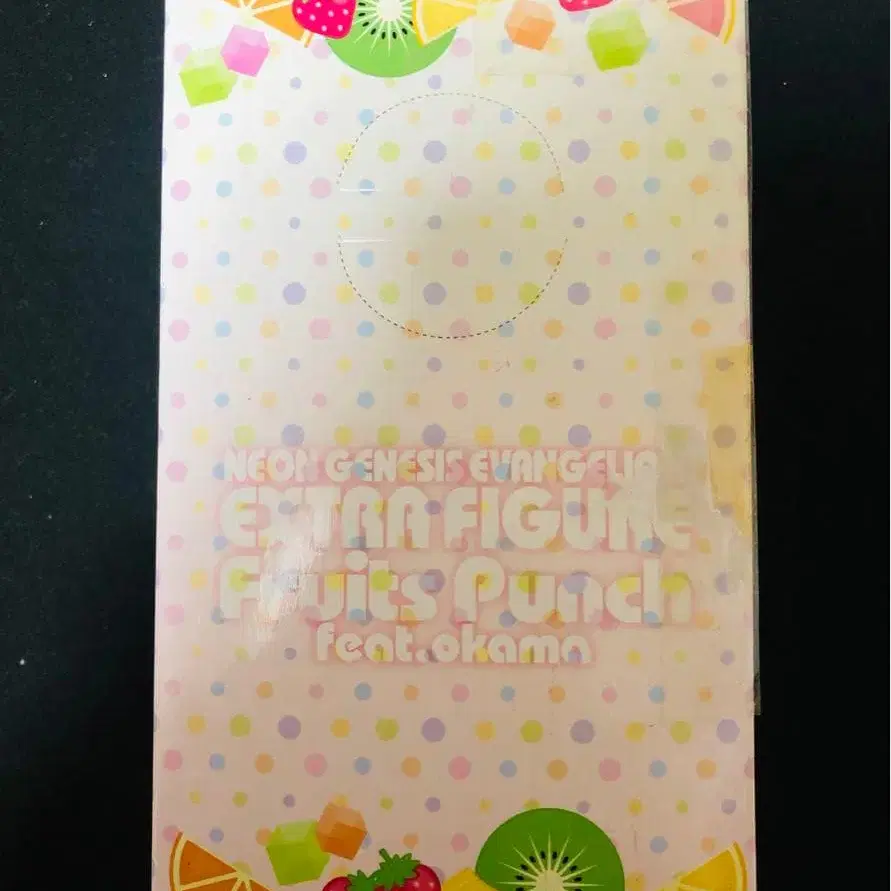 NEON GENESIS EVANGELION
EXTRA FIGURE
Fruits Punch
feat.okama